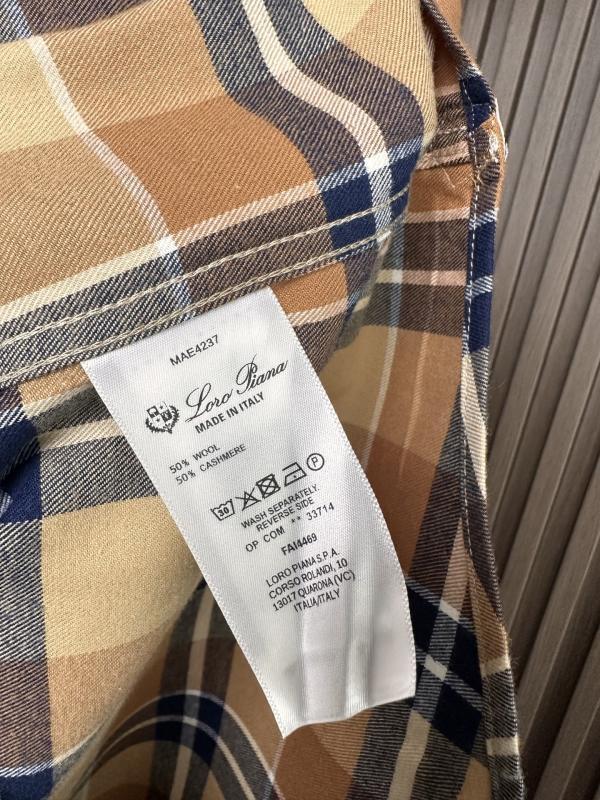 MAE4237
Loro Piana
MADE IN ITALY
50% WOOL
50% CASHMERE
30 P
WASH SEPARATELY.
REVERSE SIDE
OP COM ** 33714
FAI4469
LORO PIANA S.P.A.
CORSO ROLANDI, 10
13017 QUARONA (VC)
ITALIA/ITALY